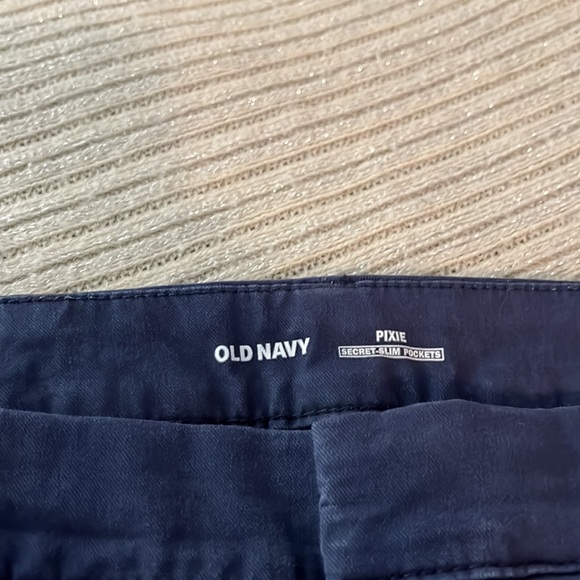 OLD NAVY
PIXIE
SECRET-SLIM POCKETS